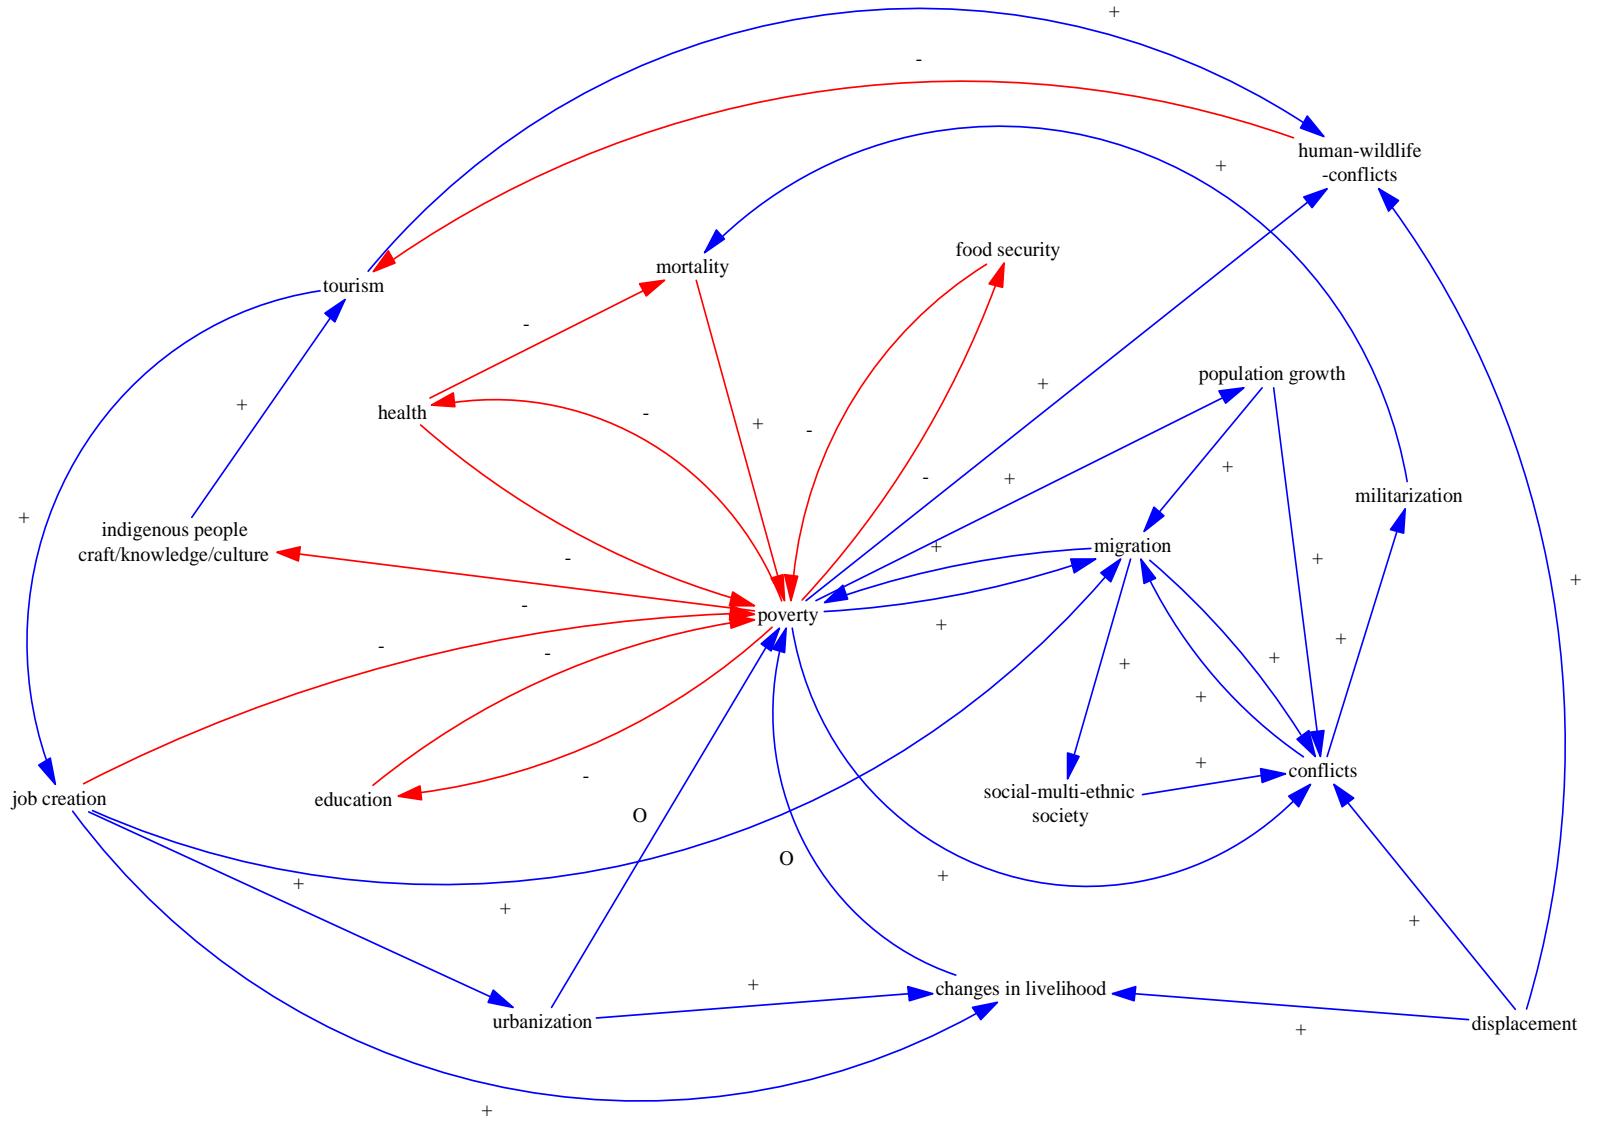 +
-
human-wildlife
-conflicts
+
food security
mortality
tourism
-
population growth
+
+
health
-
+
-
+
-
+
militarization
+
indigenous people
craft/knowledge/culture
-
+
migration
+
+
-
poverty
+
+
-
-
+
+
+
+
conflicts
-
social-multi-ethnic
society
job creation
education
O
O
+
+
+
+
+
changes in livelihood
urbanization
displacement
+
+